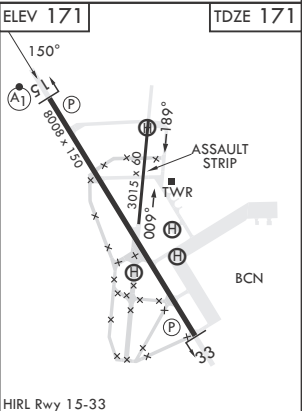 ELEV 171
TDZE 171
150°
15
A1
P
8008 x 150
H
189°
ASSAULT
STRIP
3015 x 60
TWR
009°
H
H
H
BCN
P
33
HIRL Rwy 15-33